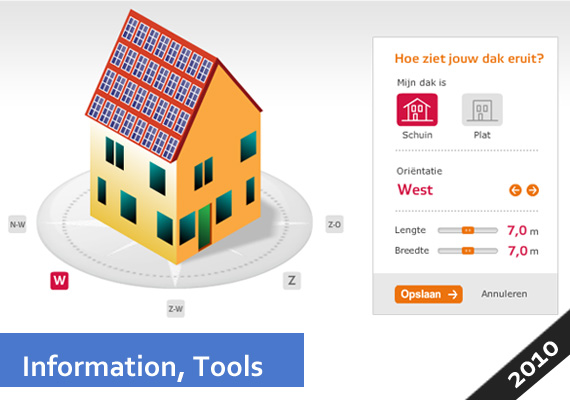 Hoe ziet jouw dak eruit?
Mijn dak is
Schuin Plat
Oriëntatie
West
Lengte 7,0 m
Breedte 7,0 m
Opslaan Annuleren
N-W
Z-O
W
Z
Z-W
Information, Tools
2010